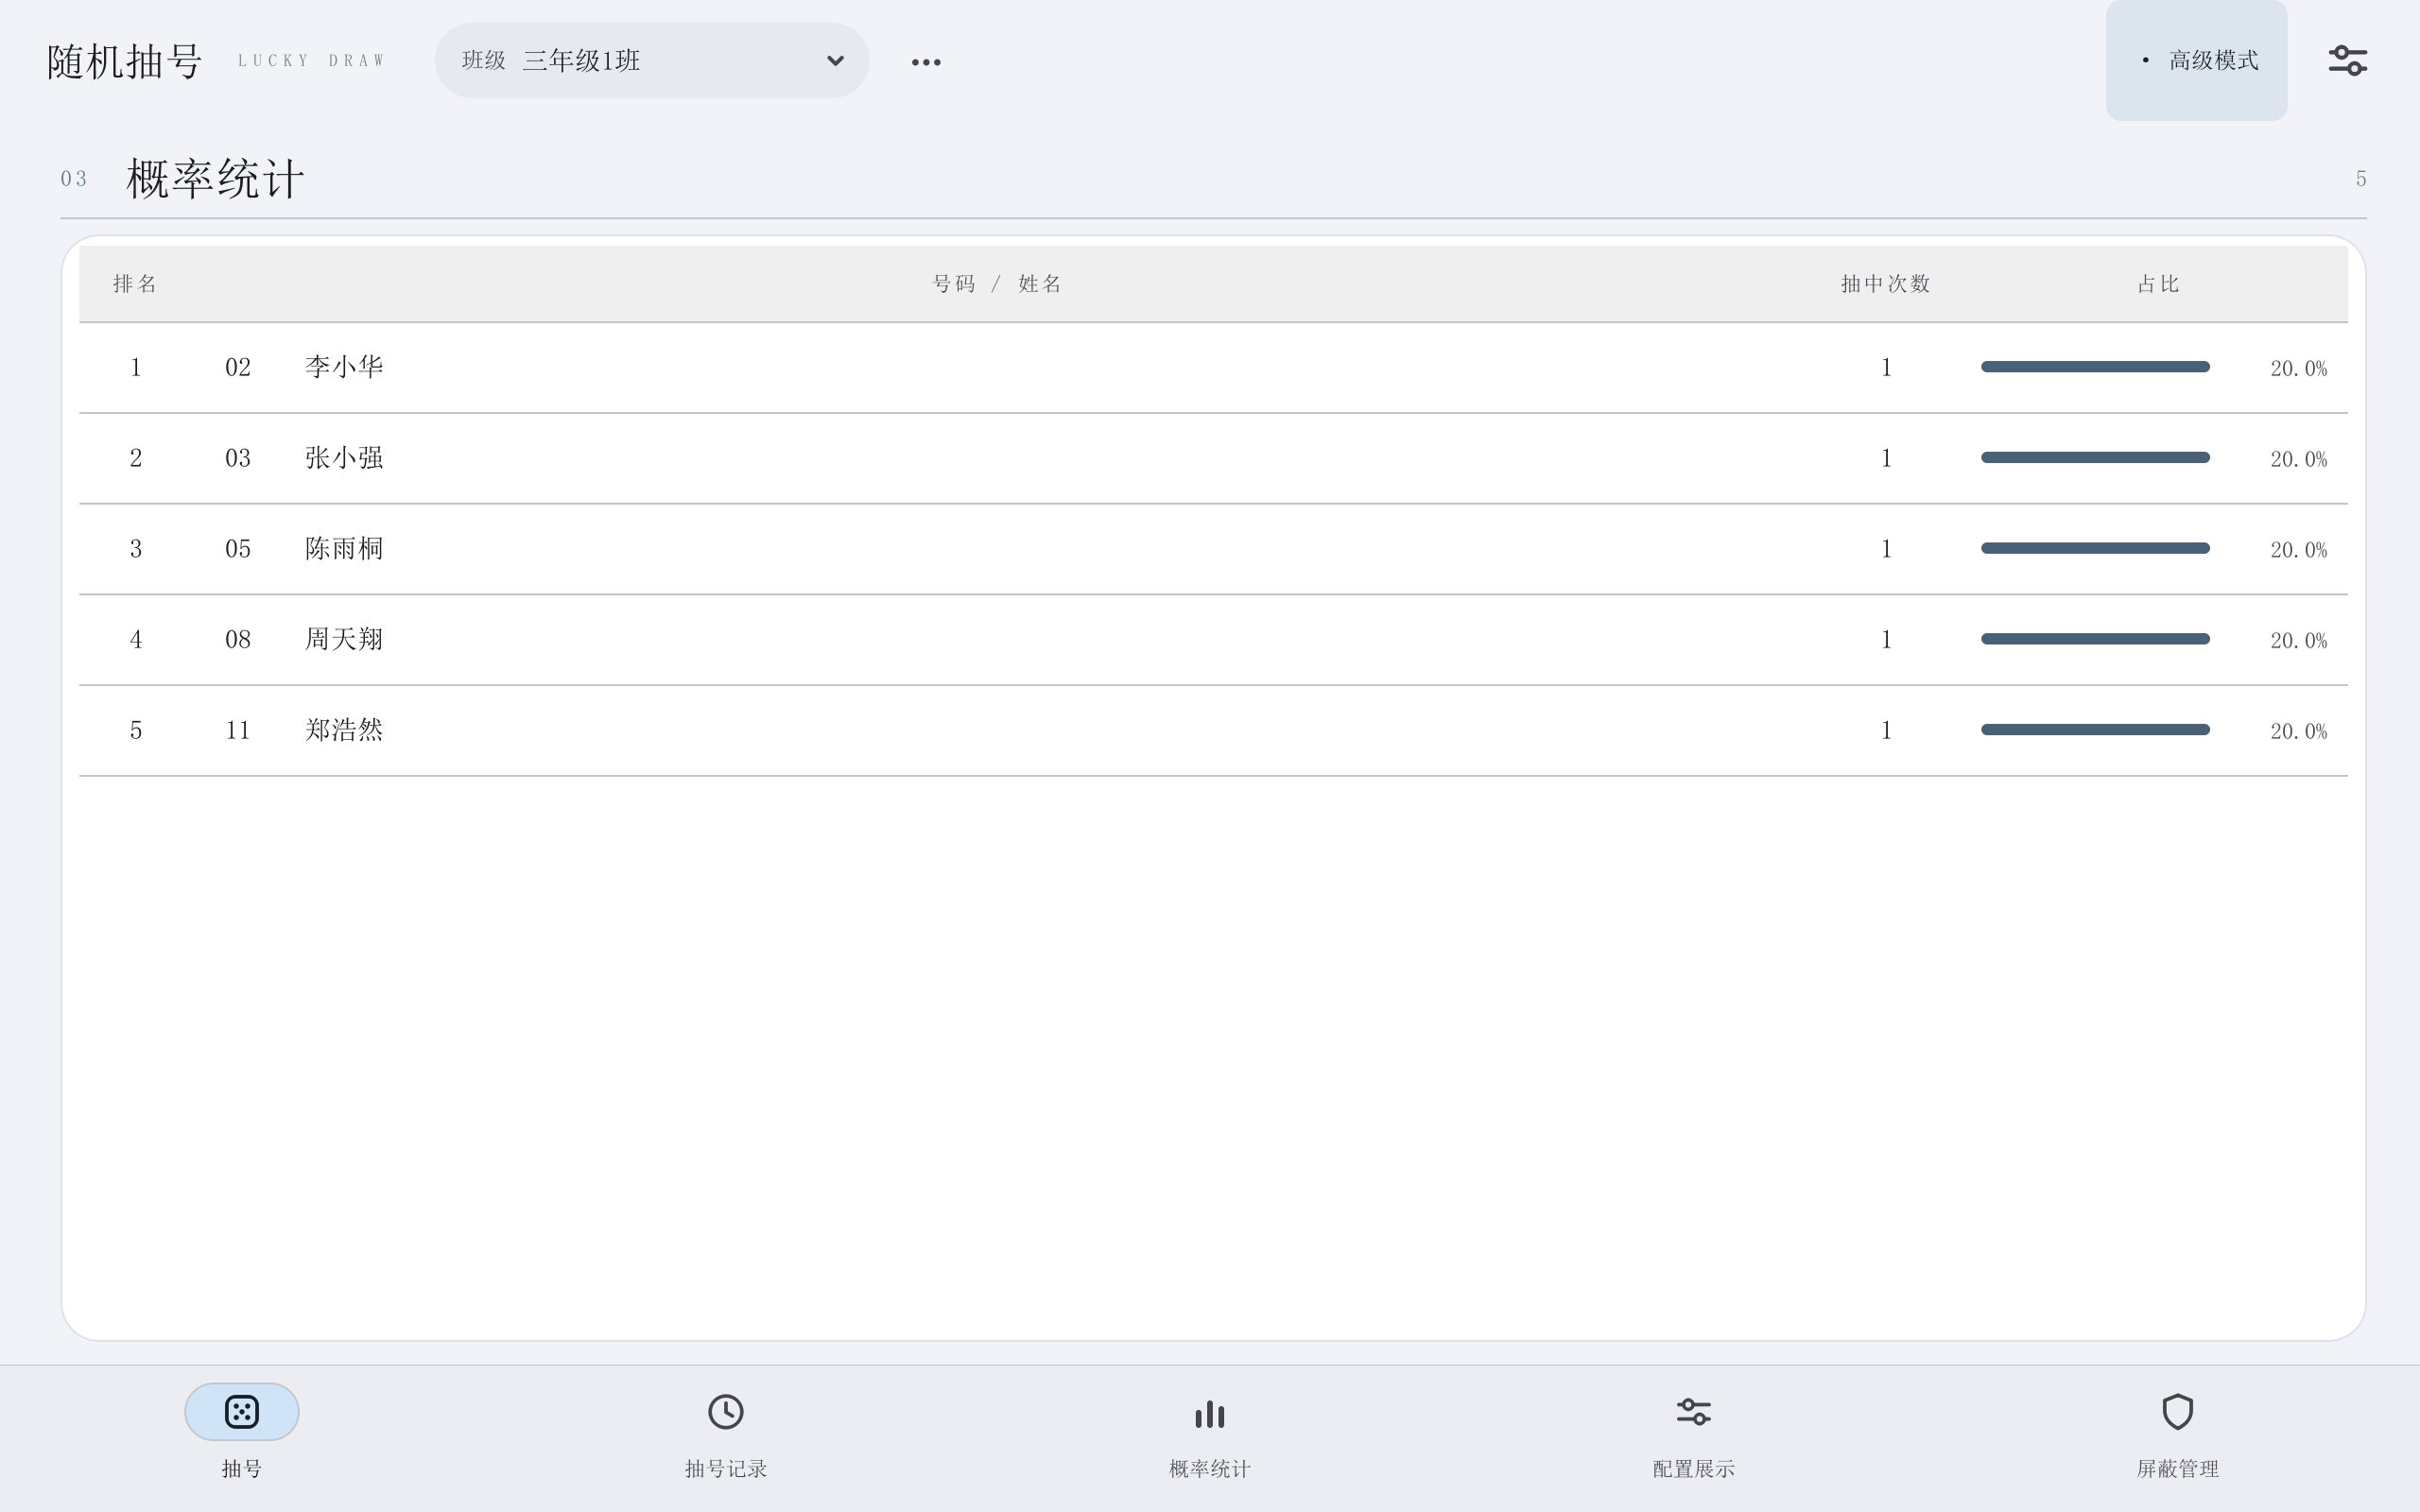 随机抽号 LUCKY DRAW 班级 三年级1班 ••• · 高级模式
03 概率统计 5
排名 号码 / 姓名 抽中次数 占比
1 02 李小华 1 20.0%
2 03 张小强 1 20.0%
3 05 陈雨桐 1 20.0%
4 08 周天翔 1 20.0%
5 11 郑浩然 1 20.0%
抽号 抽号记录 概率统计 配置展示 屏蔽管理